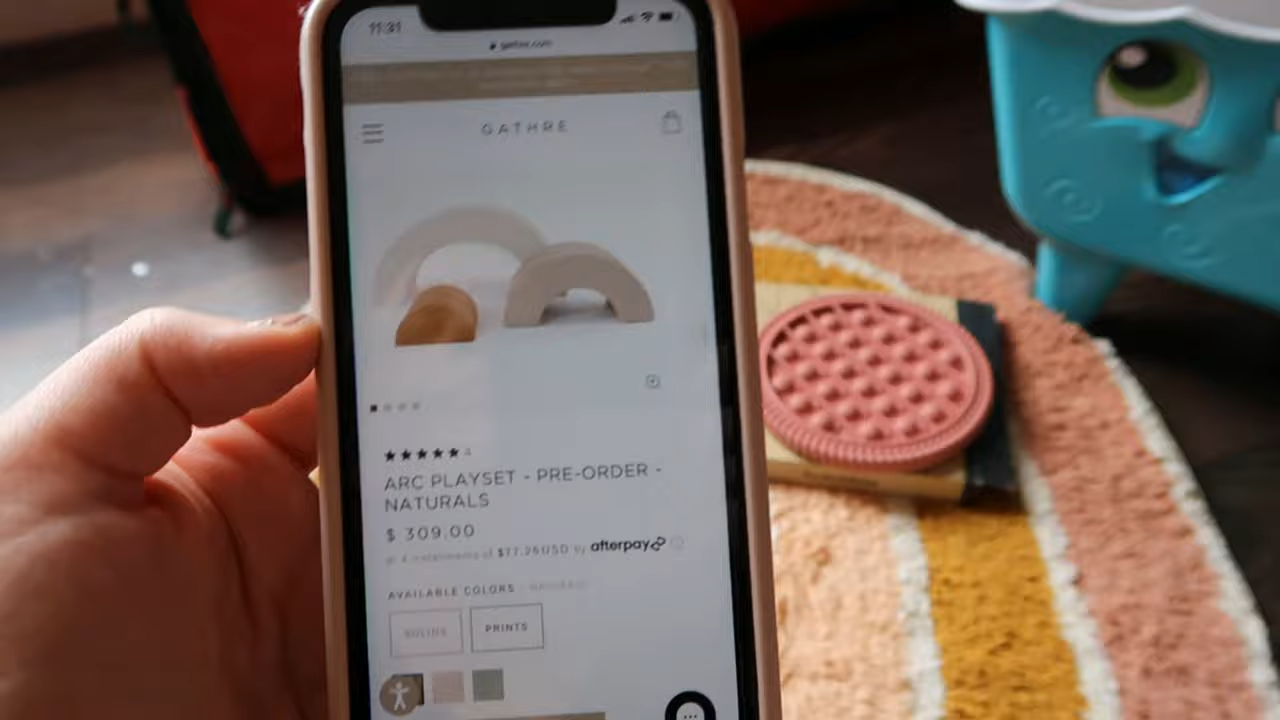 11:31
gathre.com
GATHRE
4
ARC PLAYSET - PRE-ORDER -
NATURALS
$ 309.00
or 4 installments of $77.25USD by afterpay
AVAILABLE COLORS
SOLIDS PRINTS